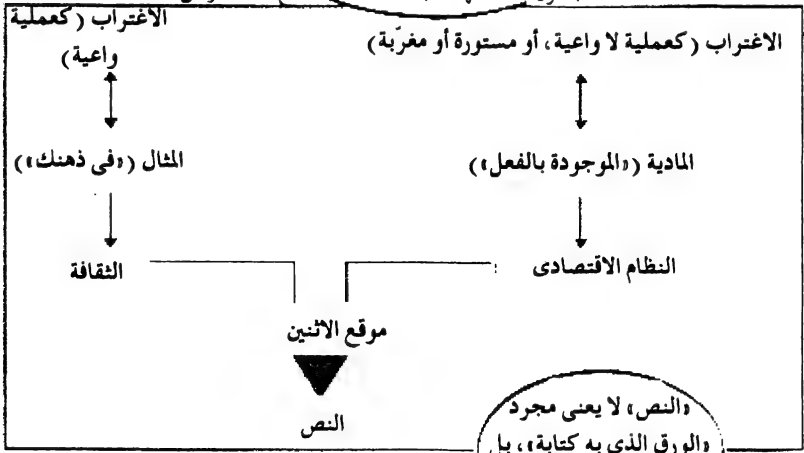 الاغتراب (كعملية لا واعية، أو مستورة أو مغرّبة)
الاغتراب (كعملية
واعية)
المادية («الموجودة بالفعل»)
المثال («فى ذهنك»)
النظام الاقتصادى
الثقافة
موقع الاثنين
النص
«النص» لا يعنى مجرد
«الورق الذى به كتابة»، بل